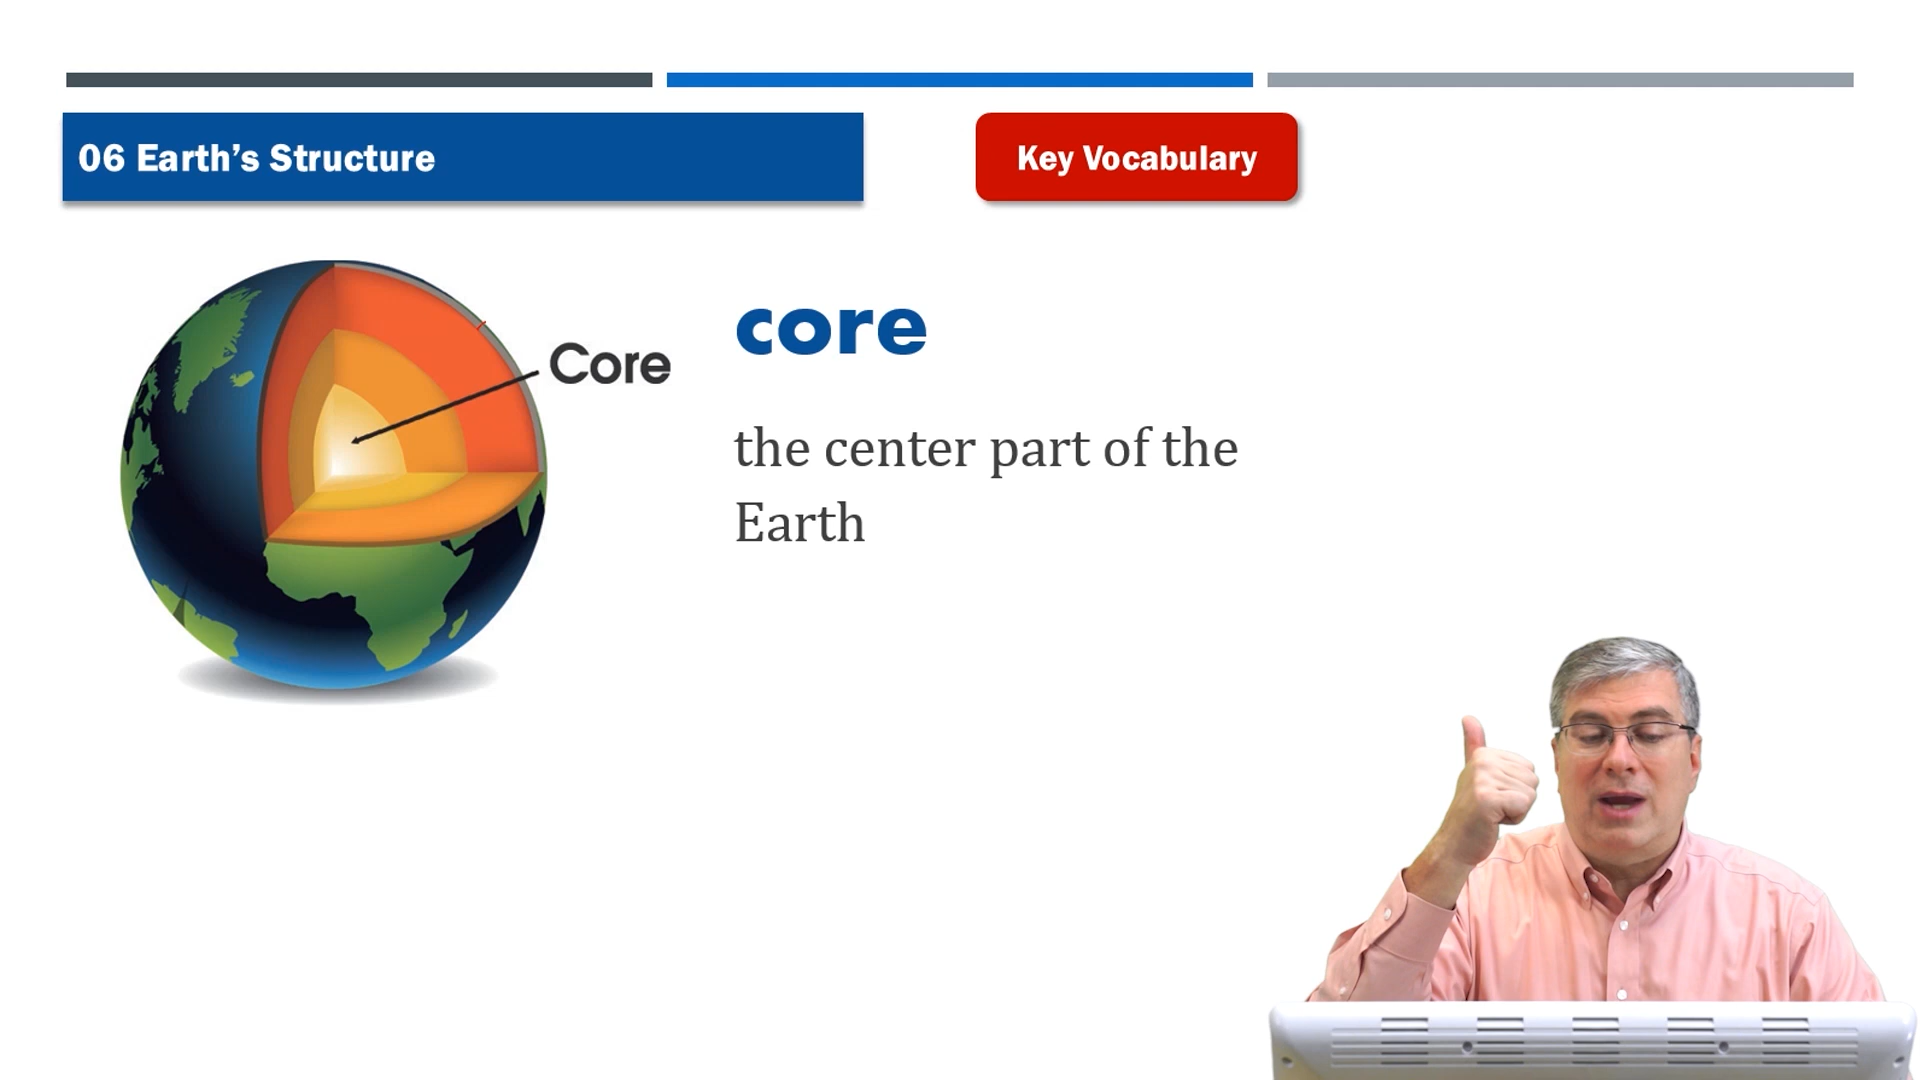 06 Earth’s Structure
Key Vocabulary
Core
core
the center part of the
Earth